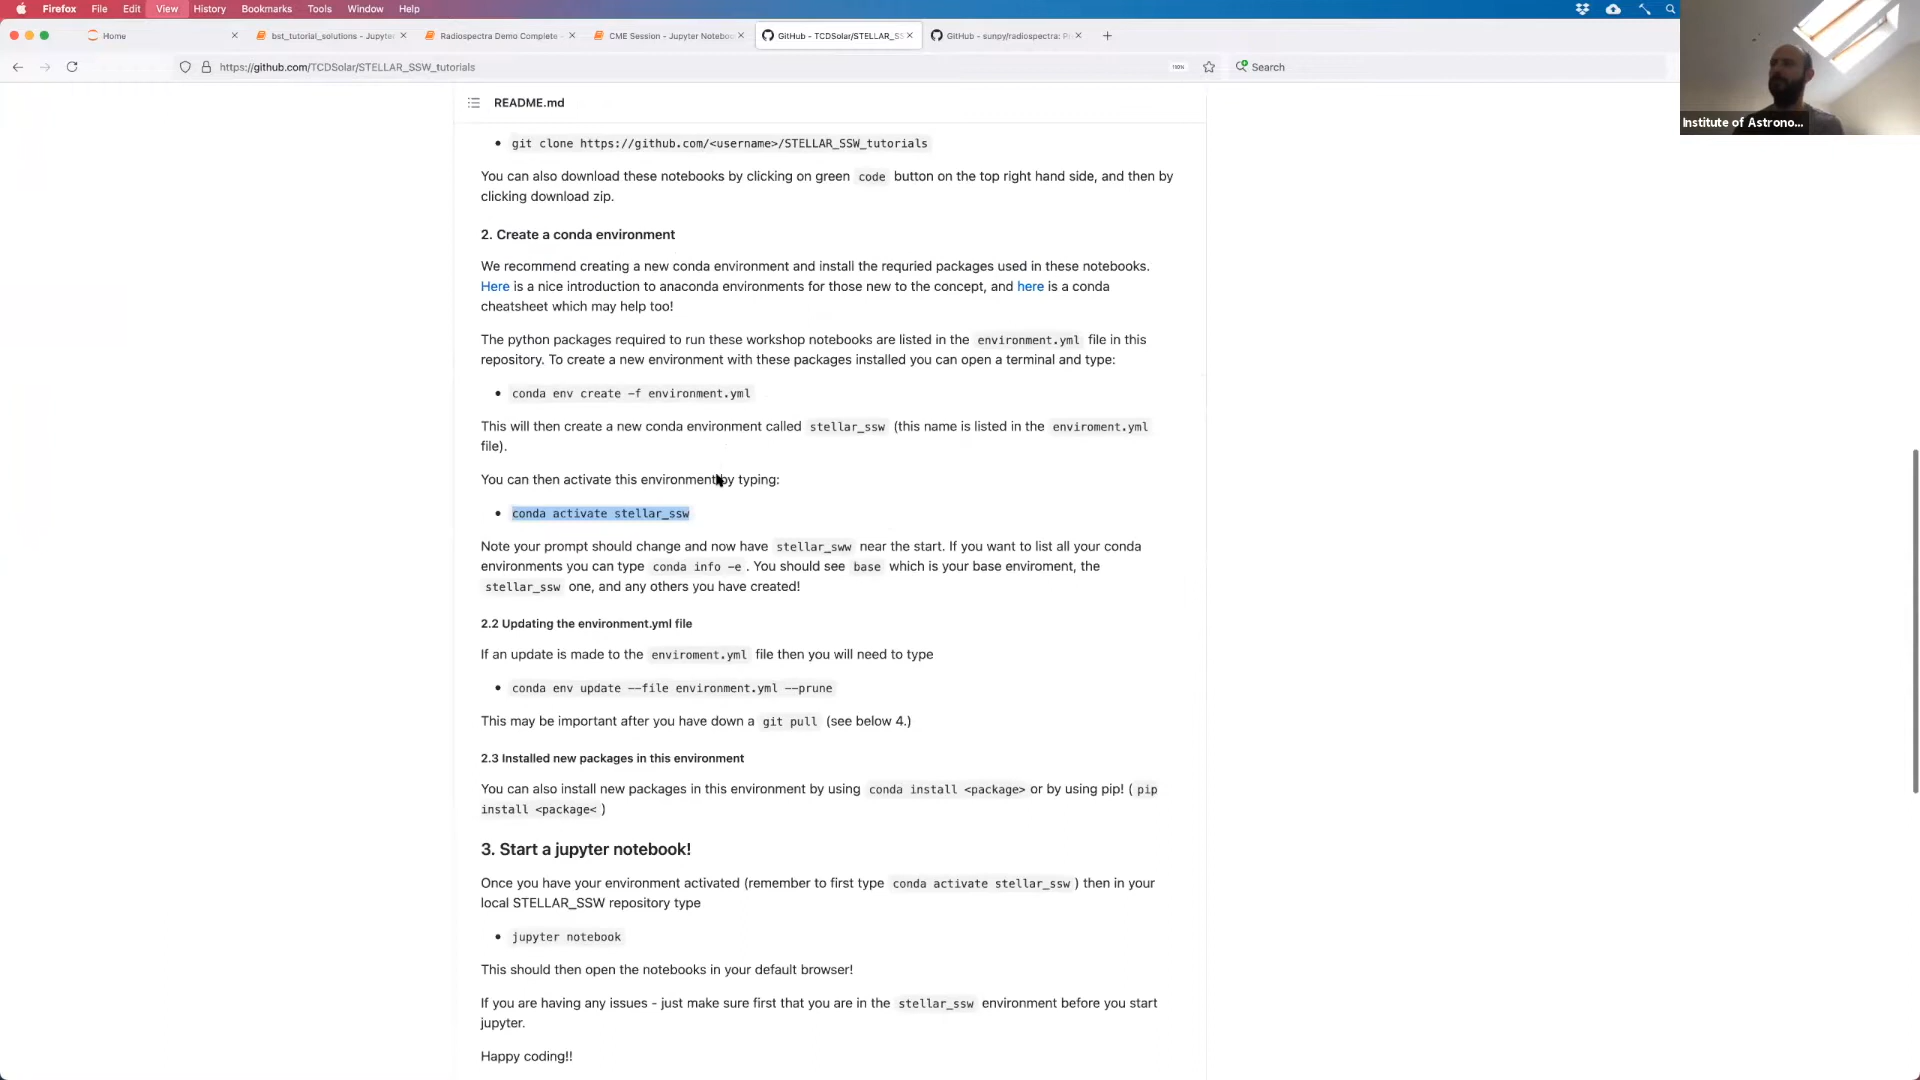 Firefox File Edit View History Bookmarks Tools Window Help
Home
bst_tutorial_solutions - Jupyter
Radiospectra Demo Complete -
CME Session - Jupyter Notebo
GitHub - TCDSolar/STELLAR_SS
GitHub - sunpy/radiospectra: P
https://github.com/TCDSolar/STELLAR_SSW_tutorials
110%
Search
Institute of Astrono...
README.md
git clone https://github.com/<username>/STELLAR_SSW_tutorials
You can also download these notebooks by clicking on green code button on the top right hand side, and then by
clicking download zip.
2. Create a conda environment
We recommend creating a new conda environment and install the requried packages used in these notebooks.
Here is a nice introduction to anaconda environments for those new to the concept, and here is a conda
cheatsheet which may help too!
The python packages required to run these workshop notebooks are listed in the environment.yml file in this
repository. To create a new environment with these packages installed you can open a terminal and type:
conda env create -f environment.yml
This will then create a new conda environment called stellar_ssw (this name is listed in the enviroment.yml
file).
You can then activate this environment by typing:
conda activate stellar_ssw
Note your prompt should change and now have stellar_sww near the start. If you want to list all your conda
environments you can type conda info -e . You should see base which is your base enviroment, the
stellar_ssw one, and any others you have created!
2.2 Updating the environment.yml file
If an update is made to the enviroment.yml file then you will need to type
conda env update --file environment.yml --prune
This may be important after you have down a git pull (see below 4.)
2.3 Installed new packages in this environment
You can also install new packages in this environment by using conda install <package> or by using pip! ( pip
install <package< )
3. Start a jupyter notebook!
Once you have your environment activated (remember to first type conda activate stellar_ssw ) then in your
local STELLAR_SSW repository type
jupyter notebook
This should then open the notebooks in your default browser!
If you are having any issues - just make sure first that you are in the stellar_ssw environment before you start
jupyter.
Happy coding!!